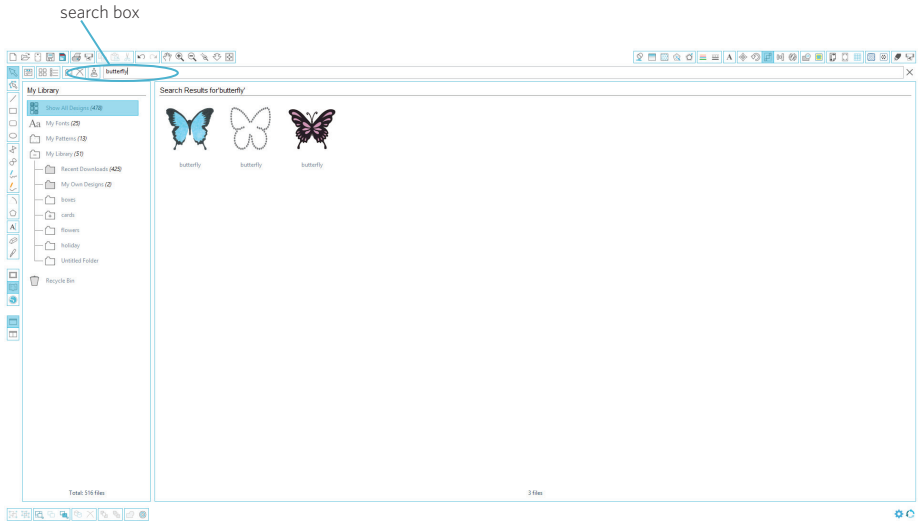 search box
butterfly
My Library
Show All Designs (478)
My Fonts (25)
My Patterns (13)
My Library (51)
Recent Downloads (425)
My Own Designs (2)
boxes
cards
flowers
holiday
Untitled Folder
Recycle Bin
Total: 516 files
Search Results for'butterfly'
butterfly butterfly butterfly
3 files